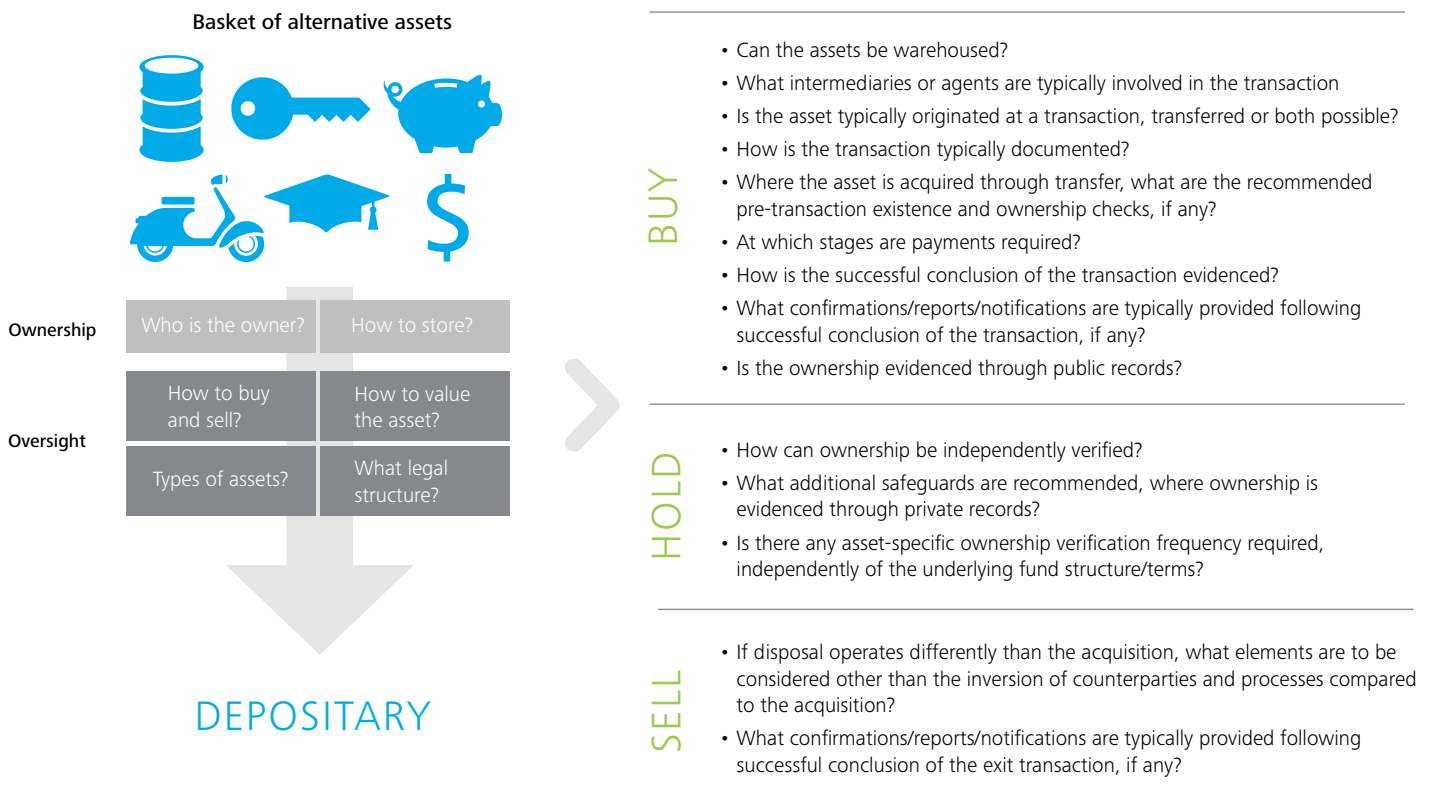 Basket of alternative assets
$
Ownership
Who is the owner?
How to store?
Oversight
How to buy
and sell?
How to value
the asset?
Types of assets?
What legal
structure?
DEPOSITARY
BUY
• Can the assets be warehoused?
• What intermediaries or agents are typically involved in the transaction
• Is the asset typically originated at a transaction, transferred or both possible?
• How is the transaction typically documented?
• Where the asset is acquired through transfer, what are the recommended
pre-transaction existence and ownership checks, if any?
• At which stages are payments required?
• How is the successful conclusion of the transaction evidenced?
• What confirmations/reports/notifications are typically provided following
successful conclusion of the transaction, if any?
• Is the ownership evidenced through public records?
HOLD
• How can ownership be independently verified?
• What additional safeguards are recommended, where ownership is
evidenced through private records?
• Is there any asset-specific ownership verification frequency required,
independently of the underlying fund structure/terms?
SELL
• If disposal operates differently than the acquisition, what elements are to be
considered other than the inversion of counterparties and processes compared
to the acquisition?
• What confirmations/reports/notifications are typically provided following
successful conclusion of the exit transaction, if any?